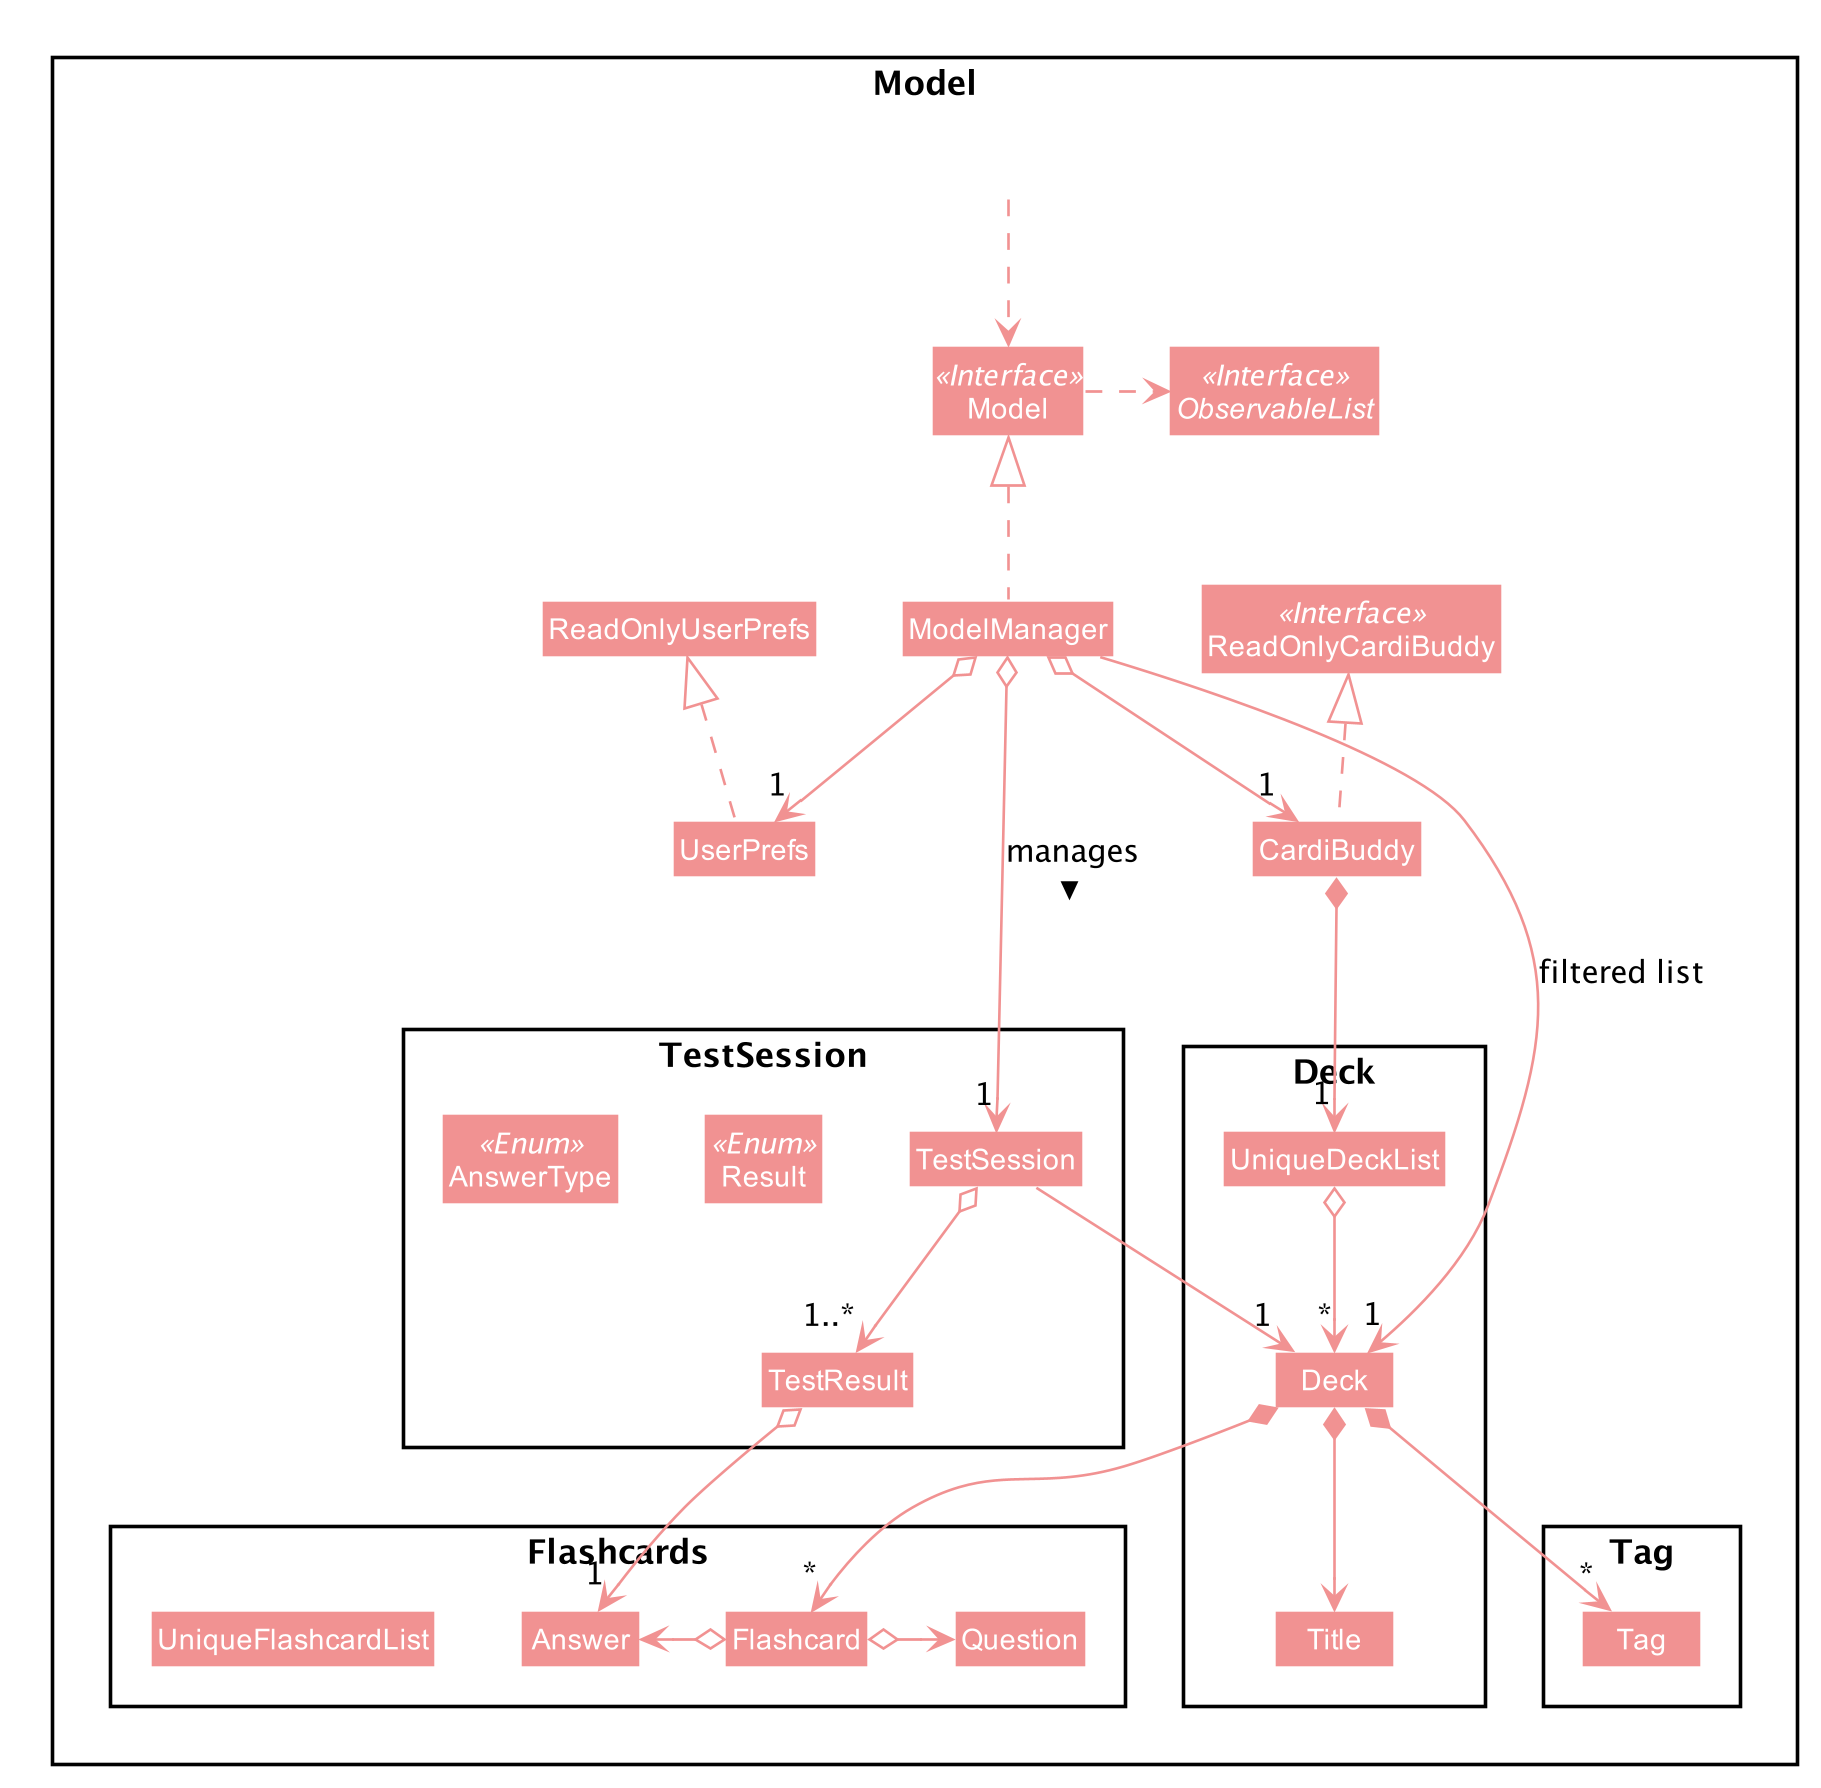 Model
«Interface»
Model
«Interface»
ObservableList
ReadOnlyUserPrefs
ModelManager
«Interface»
ReadOnlyCardiBuddy
1
1
UserPrefs
manages
▼
CardiBuddy
filtered list
TestSession
Deck
1
1
«Enum»
AnswerType
«Enum»
Result
TestSession
UniqueDeckList
1..*
1
*
1
TestResult
Deck
Flashcards
Tag
1
*
*
UniqueFlashcardList
Answer
Flashcard
Question
Title
Tag